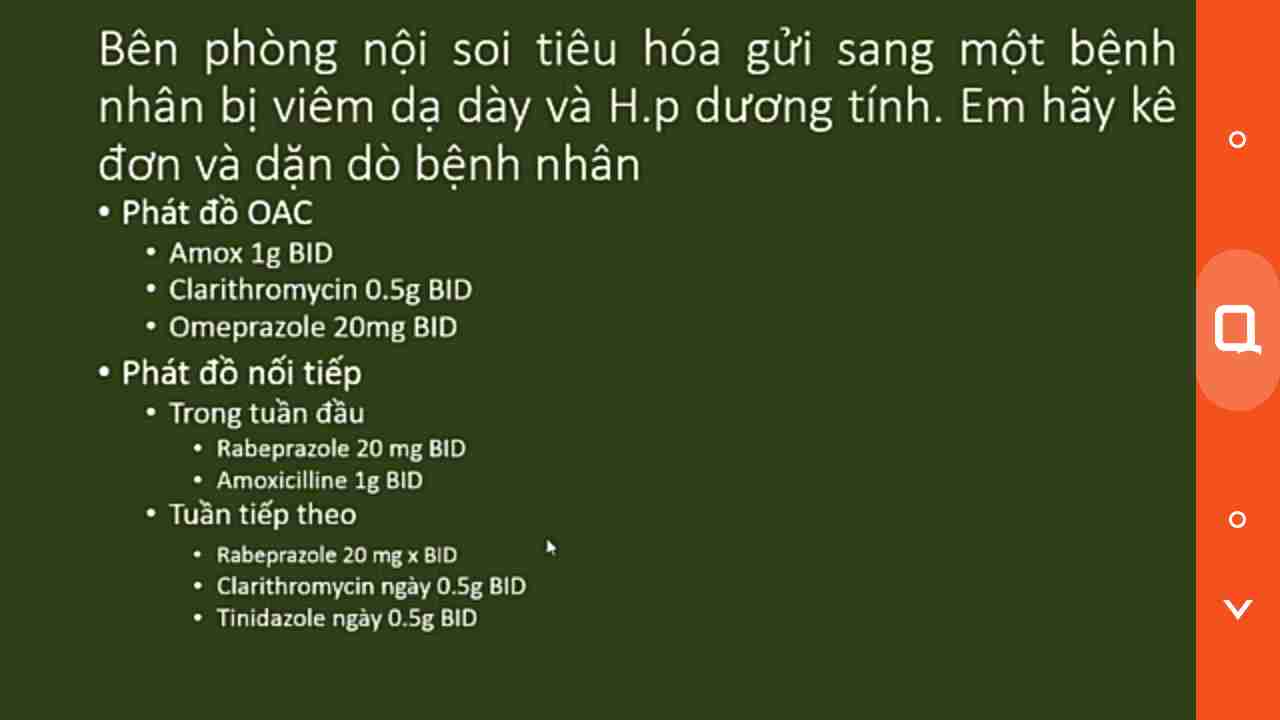 Bên phòng nội soi tiêu hóa gửi sang một bệnh
nhân bị viêm dạ dày và H.p dương tính. Em hãy kê
đơn và dặn dò bệnh nhân
• Phát đồ OAC
• Amox 1g BID
• Clarithromycin 0.5g BID
• Omeprazole 20mg BID
• Phát đồ nối tiếp
• Trong tuần đầu
• Rabeprazole 20 mg BID
• Amoxicilline 1g BID
• Tuần tiếp theo
• Rabeprazole 20 mg x BID
• Clarithromycin ngày 0.5g BID
• Tinidazole ngày 0.5g BID